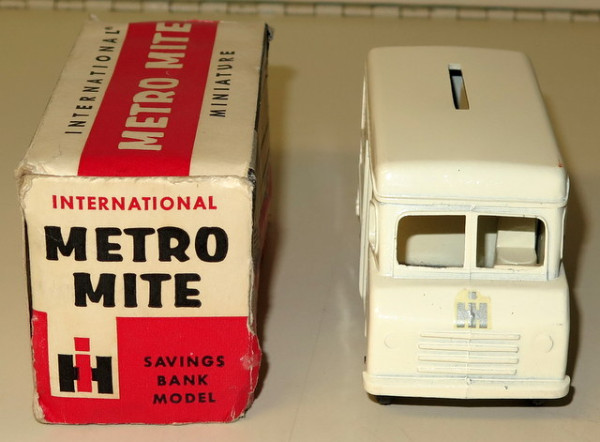 INTERNATIONAL®
METRO MITE
MINIATURE
INTERNATIONAL
METRO
MITE
IH
SAVINGS
BANK
MODEL
IH